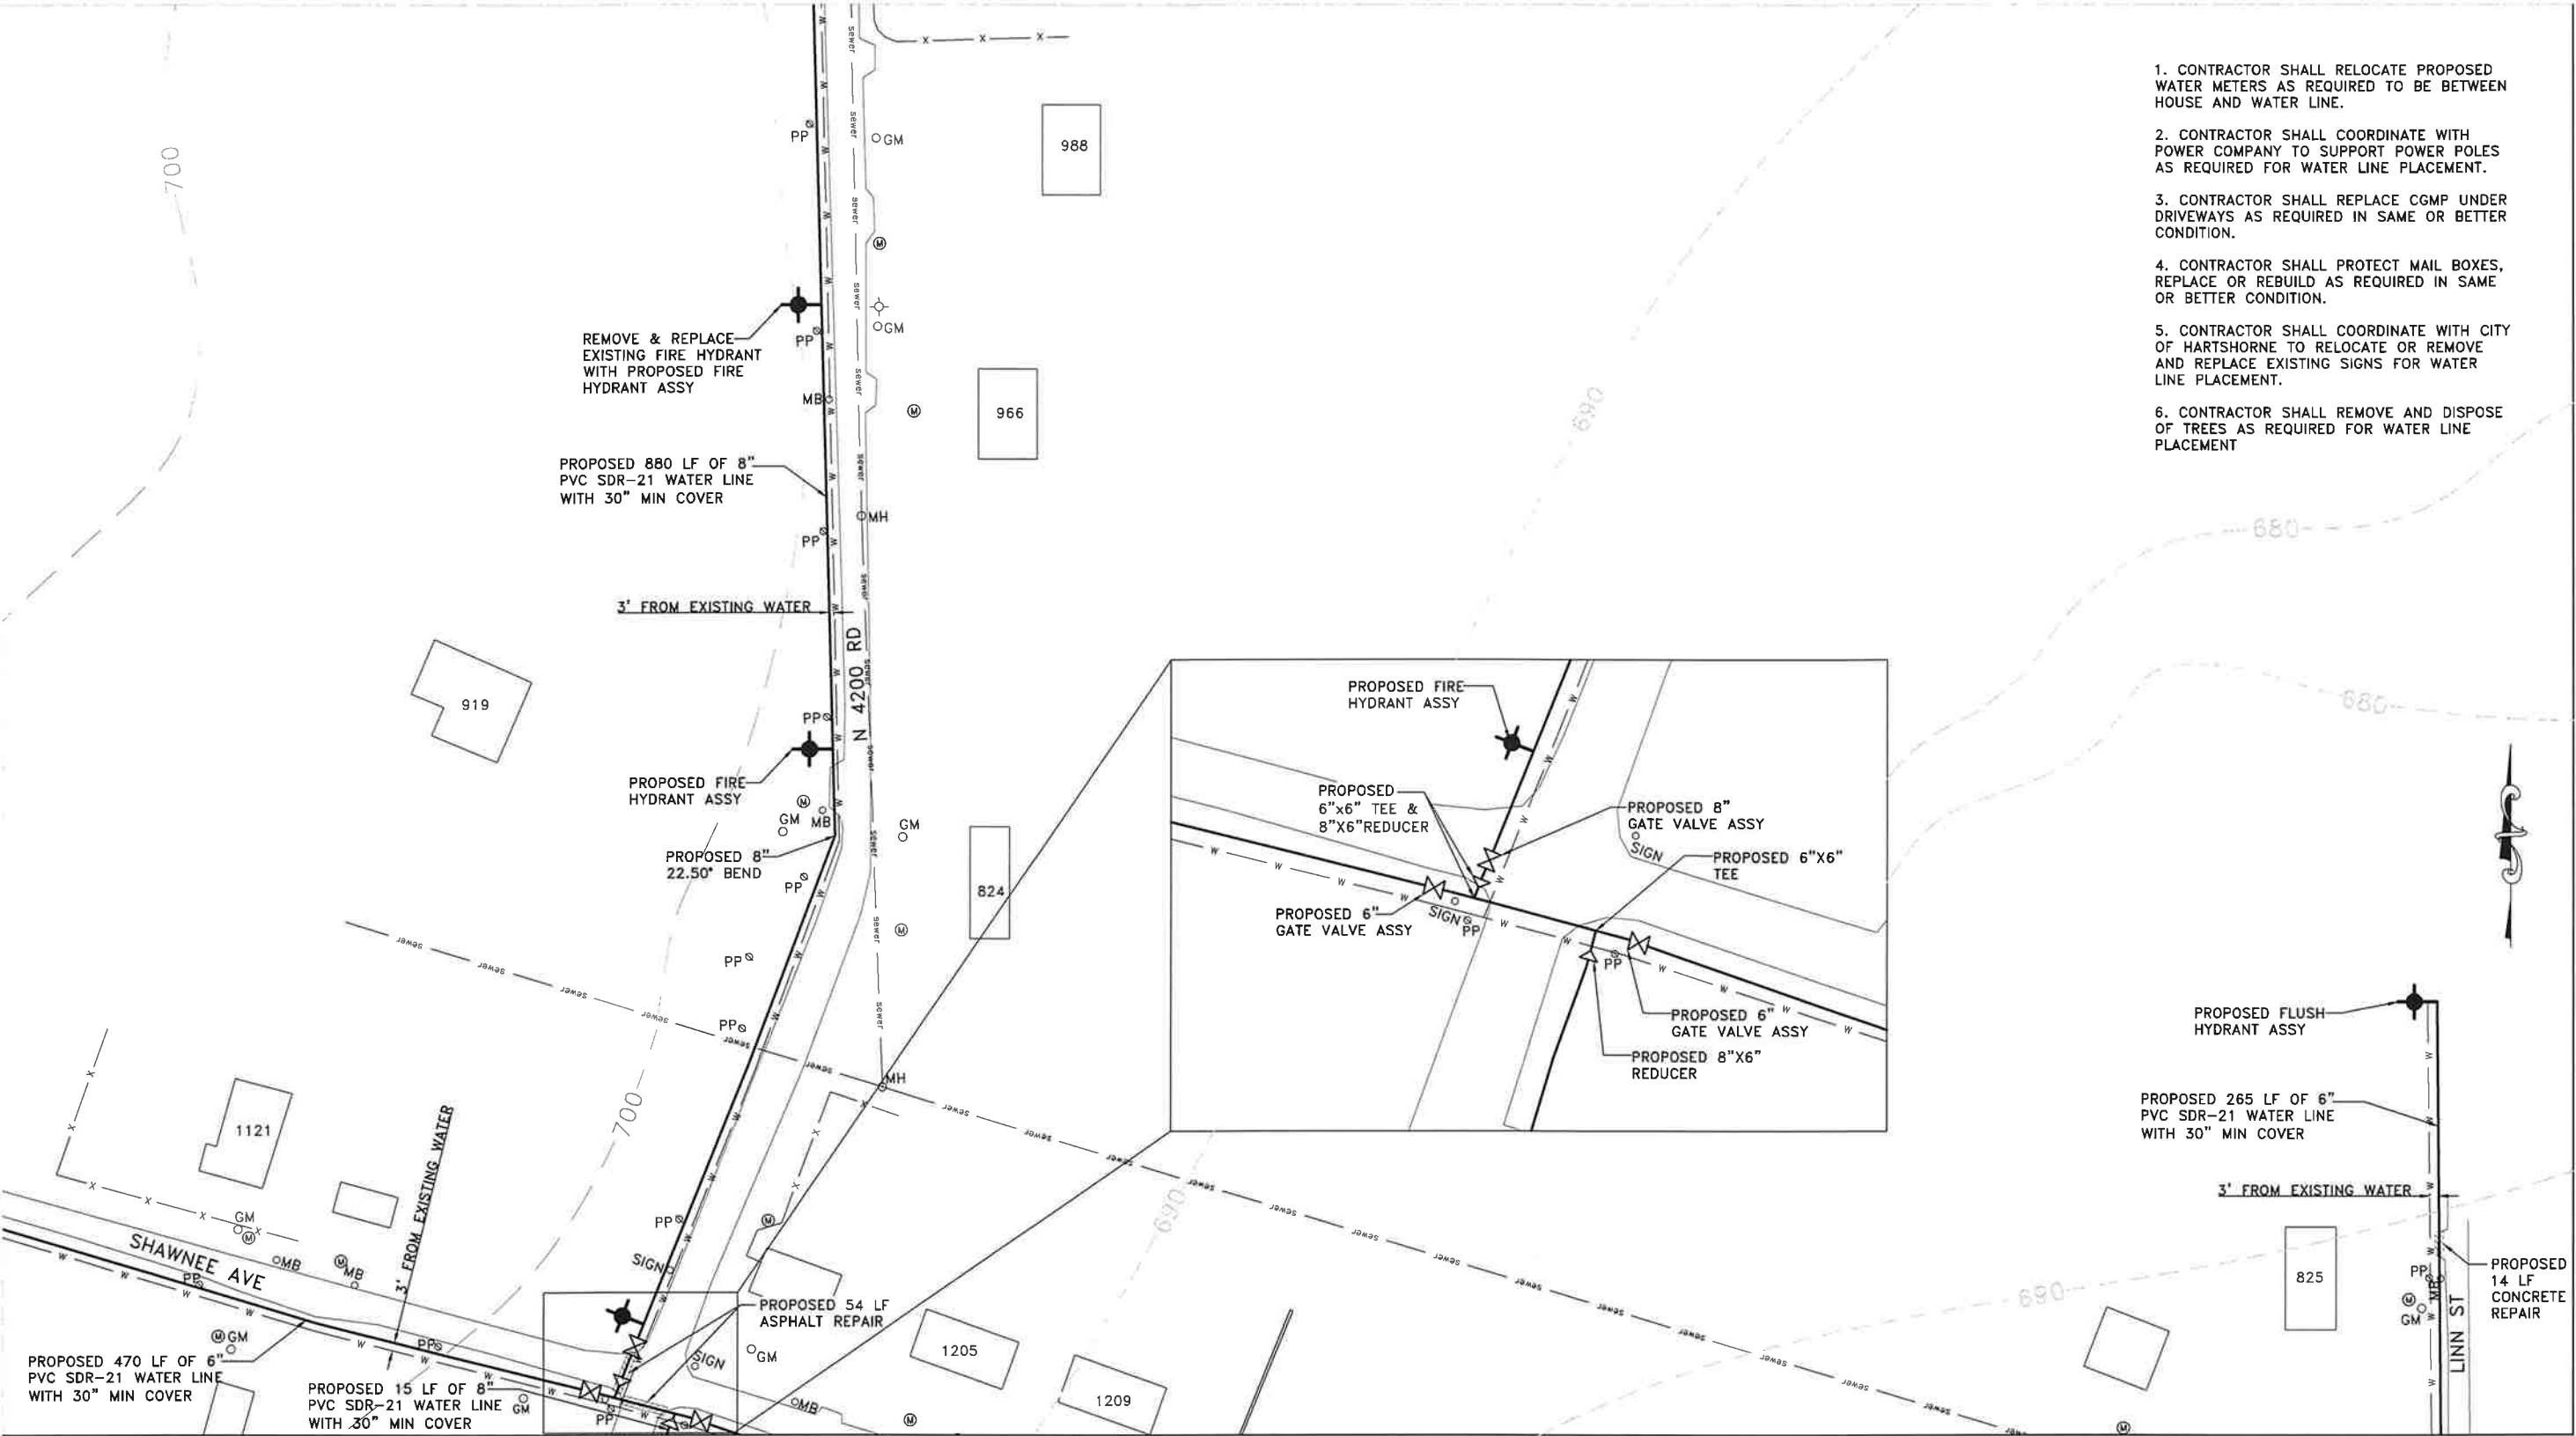 1. CONTRACTOR SHALL RELOCATE PROPOSED
WATER METERS AS REQUIRED TO BE BETWEEN
HOUSE AND WATER LINE.
2. CONTRACTOR SHALL COORDINATE WITH
POWER COMPANY TO SUPPORT POWER POLES
AS REQUIRED FOR WATER LINE PLACEMENT.
3. CONTRACTOR SHALL REPLACE CGMP UNDER
DRIVEWAYS AS REQUIRED IN SAME OR BETTER
CONDITION.
4. CONTRACTOR SHALL PROTECT MAIL BOXES,
REPLACE OR REBUILD AS REQUIRED IN SAME
OR BETTER CONDITION.
5. CONTRACTOR SHALL COORDINATE WITH CITY
OF HARTSHORNE TO RELOCATE OR REMOVE
AND REPLACE EXISTING SIGNS FOR WATER
LINE PLACEMENT.
6. CONTRACTOR SHALL REMOVE AND DISPOSE
OF TREES AS REQUIRED FOR WATER LINE
PLACEMENT
700
x x x
PP
GM
988
M
REMOVE & REPLACE
EXISTING FIRE HYDRANT
WITH PROPOSED FIRE
HYDRANT ASSY
PP
GM
MB
M
966
690
PROPOSED 880 LF OF 8"
PVC SDR-21 WATER LINE
WITH 30" MIN COVER
MH
PP
680
3' FROM EXISTING WATER
N 4200 RD
919
PP
680
PROPOSED FIRE
HYDRANT ASSY
M
GM
MB
GM
PROPOSED 8"
22.50° BEND
PP
824
M
PP
PP
MH
sewer sewer sewer sewer sewer sewer
PROPOSED FIRE
HYDRANT ASSY
PROPOSED
6"x6" TEE &
8"X6"REDUCER
PROPOSED 8"
GATE VALVE ASSY
SIGN
PROPOSED 6"X6"
TEE
PROPOSED 6"
GATE VALVE ASSY
SIGN
PP
PP
PROPOSED 6"
GATE VALVE ASSY
PROPOSED 8"X6"
REDUCER
PROPOSED FLUSH
HYDRANT ASSY
PROPOSED 265 LF OF 6"
PVC SDR-21 WATER LINE
WITH 30" MIN COVER
3' FROM EXISTING WATER
1121
3' FROM EXISTING WATER
700
690
GM
M
SHAWNEE AVE
MB
M
MB
PP
PP
SIGN
M
PROPOSED 54 LF
ASPHALT REPAIR
825
690
PP
MB
M
GM
LINN ST
PROPOSED
14 LF
CONCRETE
REPAIR
M
GM
PP
PROPOSED 470 LF OF 6"
PVC SDR-21 WATER LINE
WITH 30" MIN COVER
PROPOSED 15 LF OF 8"
PVC SDR-21 WATER LINE
WITH 30" MIN COVER
GM
PP
SIGN
GM
MB
1205
1209
M
M